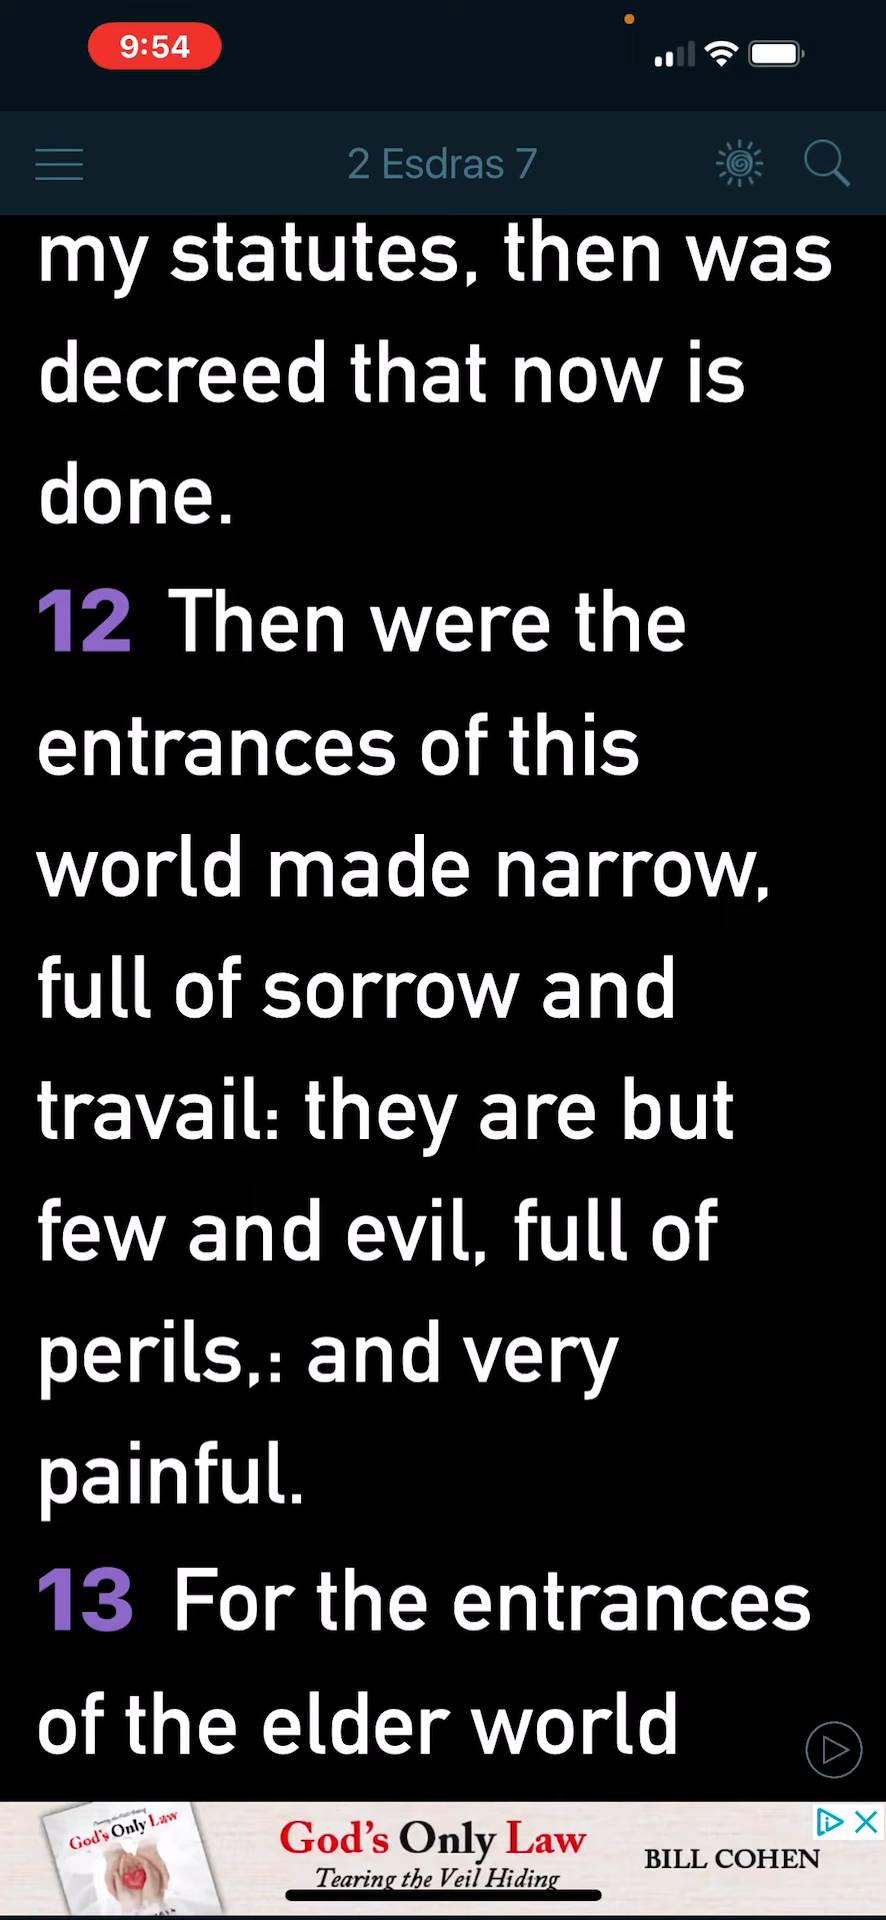 9:54
2 Esdras 7
my statutes, then was
decreed that now is
done.
12 Then were the
entrances of this
world made narrow,
full of sorrow and
travail: they are but
few and evil, full of
perils,: and very
painful.
13 For the entrances
of the elder world
God's Only Law
God's Only Law
Tearing the Veil Hiding
BILL COHEN